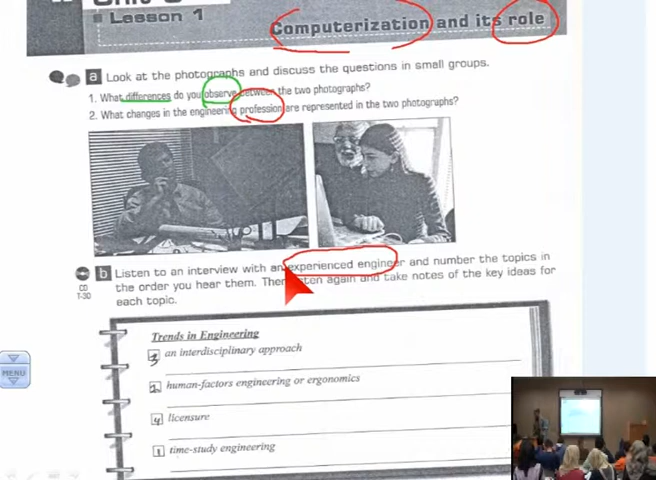 Lesson 1
Computerization and its role
a Look at the photographs and discuss the questions in small groups.
1. What differences do you observe between the two photographs?
2. What changes in the engineering profession are represented in the two photographs?
b Listen to an interview with an experienced engineer and number the topics in
CD
T-30
the order you hear them. Then listen again and take notes of the key ideas for
each topic.
Trends in Engineering
3 an interdisciplinary approach
2 human-factors engineering or ergonomics
4 licensure
1 time-study engineering
MENU